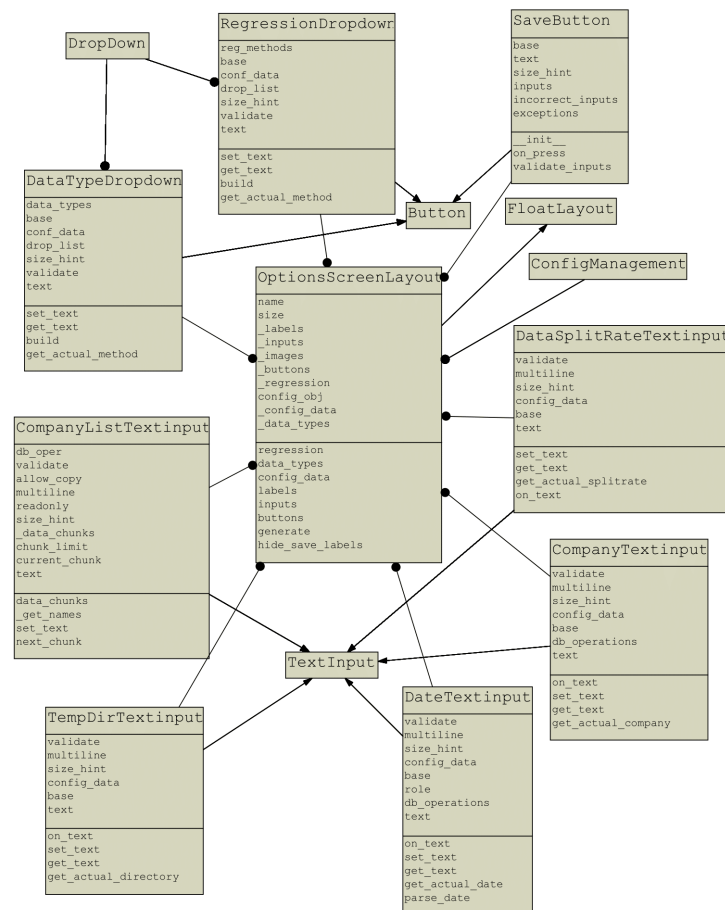 DropDown
RegressionDropdown
reg_methods
base
conf_data
drop_list
size_hint
validate
text
set_text
get_text
build
get_actual_method
SaveButton
base
text
size_hint
inputs
incorrect_inputs
exceptions
__init__
on_press
validate_inputs
DataTypeDropdown
data_types
base
conf_data
drop_list
size_hint
validate
text
set_text
get_text
build
get_actual_method
Button
FloatLayout
ConfigManagement
OptionsScreenLayout
name
size
_labels
_inputs
_images
_buttons
_regression
config_obj
_config_data
_data_types
regression
data_types
config_data
labels
inputs
buttons
generate
hide_save_labels
DataSplitRateTextinput
validate
multiline
size_hint
config_data
base
text
set_text
get_text
get_actual_splitrate
on_text
CompanyListTextinput
db_oper
validate
allow_copy
multiline
readonly
size_hint
_data_chunks
chunk_limit
current_chunk
text
data_chunks
_get_names
set_text
next_chunk
CompanyTextinput
validate
multiline
size_hint
config_data
base
db_operations
text
on_text
set_text
get_text
get_actual_company
TextInput
TempDirTextinput
validate
multiline
size_hint
config_data
base
text
on_text
set_text
get_text
get_actual_directory
DateTextinput
validate
multiline
size_hint
config_data
base
role
db_operations
text
on_text
set_text
get_text
get_actual_date
parse_date